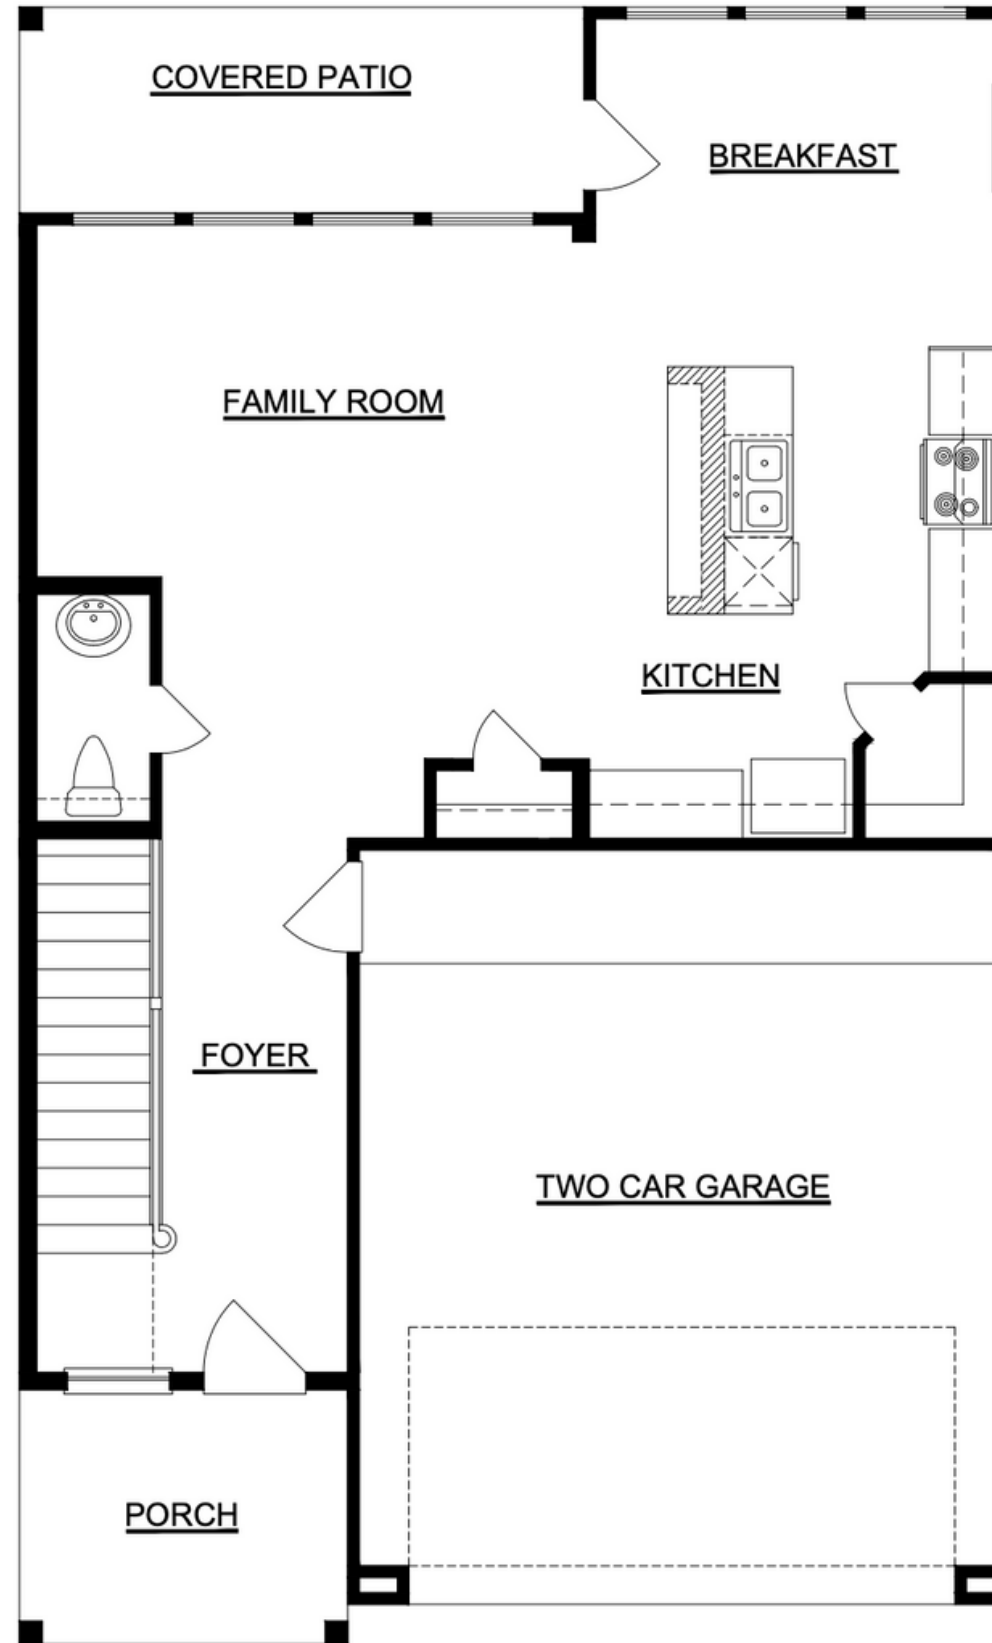 COVERED PATIO
BREAKFAST
FAMILY ROOM
KITCHEN
FOYER
TWO CAR GARAGE
PORCH